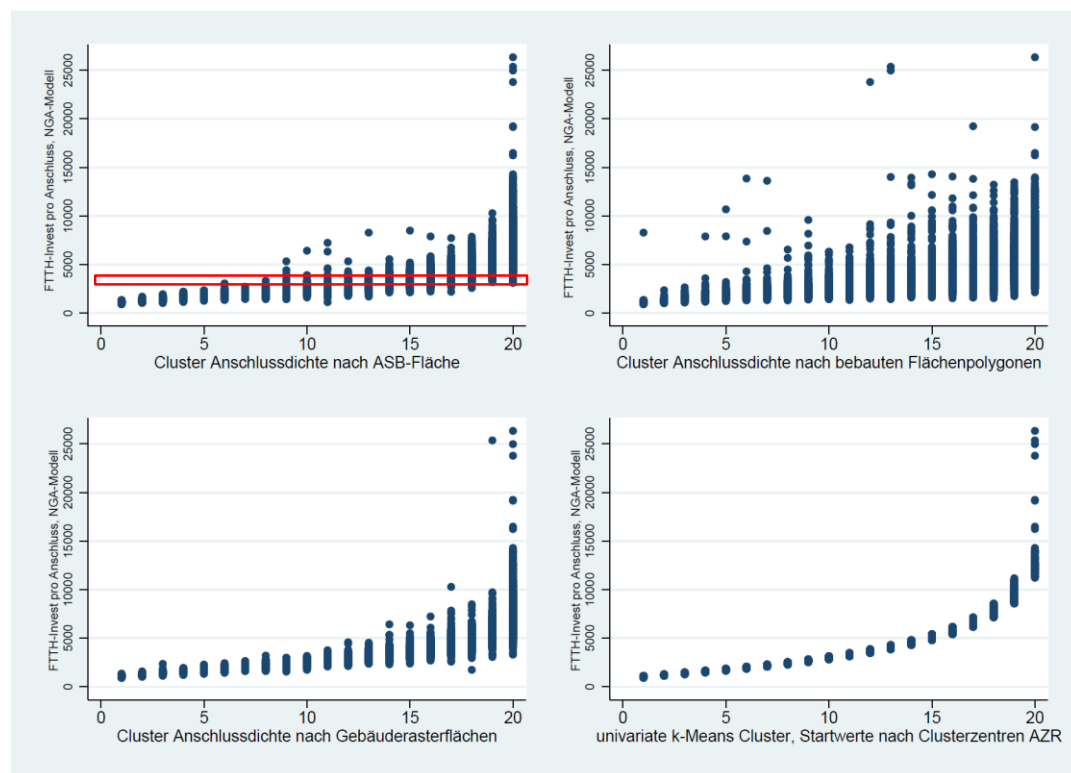 FTTH-Invest pro Anschluss, NGA-Modell
25000
20000
15000
10000
5000
0
0 5 10 15 20
Cluster Anschlussdichte nach ASB-Fläche
FTTH-Invest pro Anschluss, NGA-Modell
25000
20000
15000
10000
5000
0
0 5 10 15 20
Cluster Anschlussdichte nach bebauten Flächenpolygonen
FTTH-Invest pro Anschluss, NGA-Modell
25000
20000
15000
10000
5000
0
0 5 10 15 20
Cluster Anschlussdichte nach Gebäuderasterflächen
FTTH-Invest pro Anschluss, NGA-Modell
25000
20000
15000
10000
5000
0
0 5 10 15 20
univariate k-Means Cluster, Startwerte nach Clusterzentren AZR